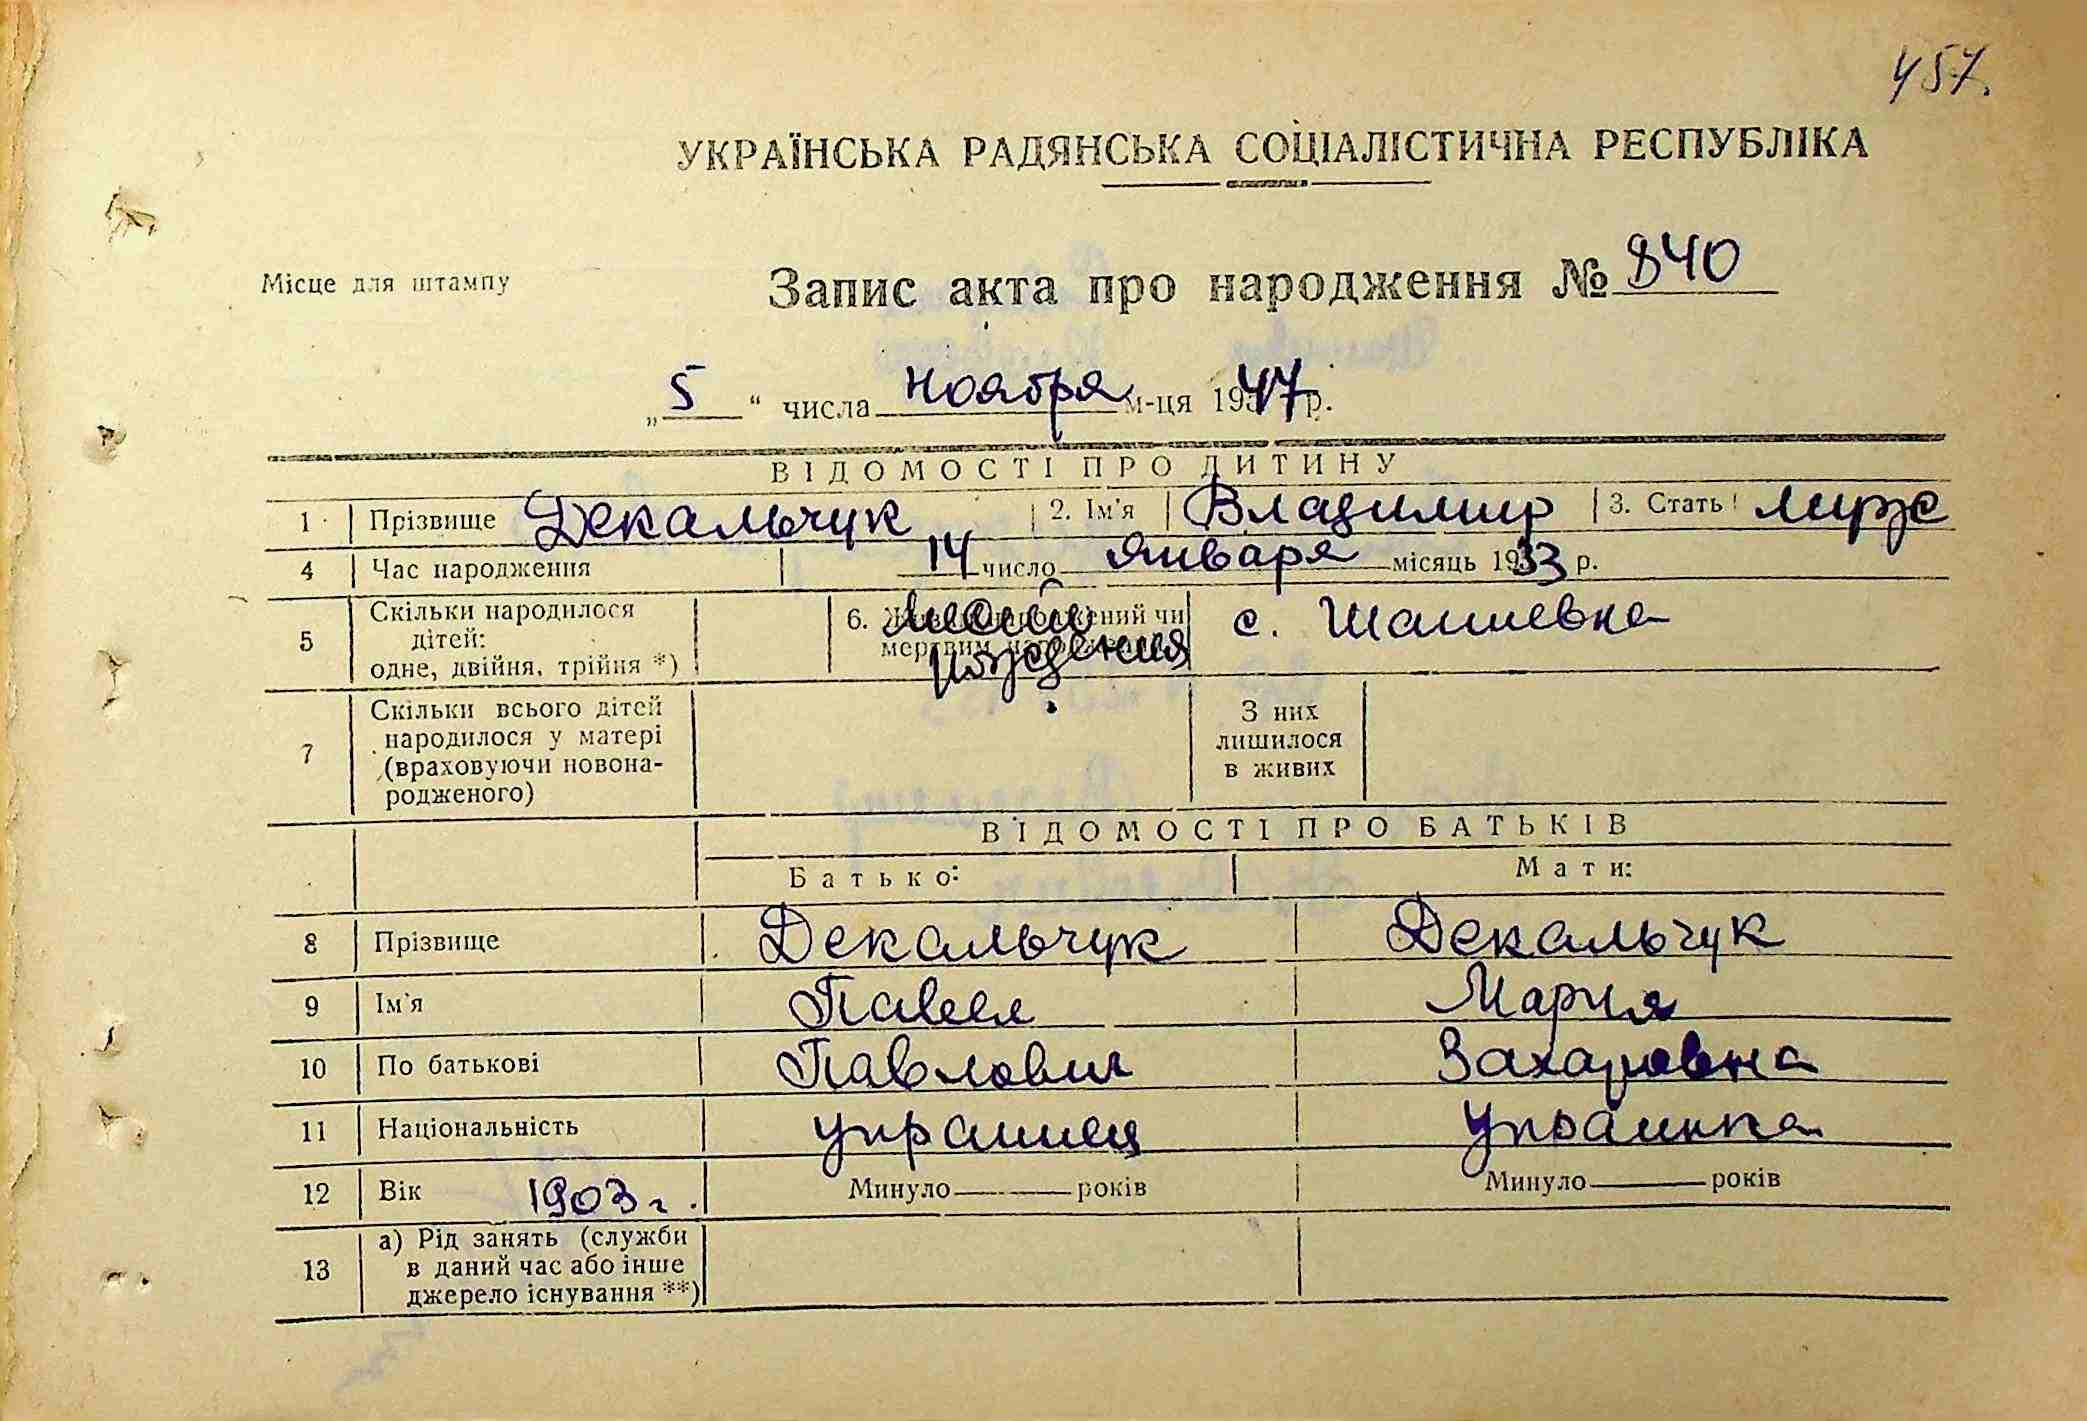 457.
УКРАЇНСЬКА РАДЯНСЬКА СОЦІАЛІСТИЧНА РЕСПУБЛІКА
Місце для штампу
Запис акта про народження № 840
„ 5 “ числа ноября м-ця 1947 р.
ВІДОМОСТІ ПРО ДИТИНУ
1 Прізвище Декальчук 2. Ім'я Владимир 3. Стать муж
4 Час народження 14 число января місяць 1933 р.
5 Скільки народилося дітей: одне, двійня, трійня *) 6. место рождения с.
7 Скільки всього дітей народилося у матері (враховуючи новона-родженого) З них лишилося в живих
ВІДОМОСТІ ПРО БАТЬКІВ
Батько: Мати:
8 Прізвище Декальчук Декальчук
9 Ім'я Павел Мария
10 По батькові Павлович Захаровна
11 Національність украинец украинка
12 Вік 1903 г. Минуло років Минуло років
13 а) Рід занять (служби в даний час або інше джерело існування **)